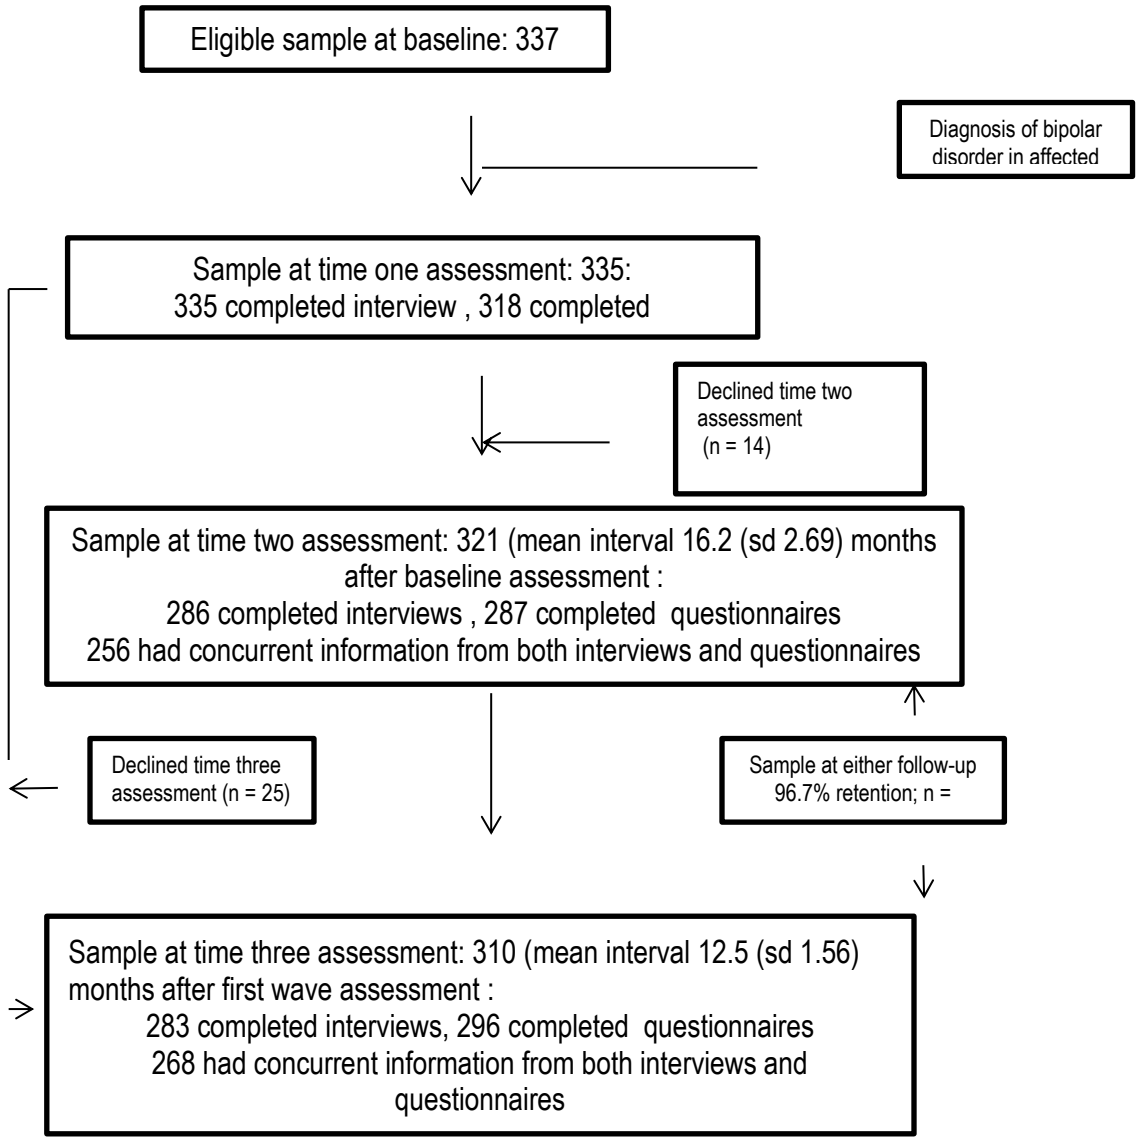 Eligible sample at baseline: 337
Diagnosis of bipolar
disorder in affected
Sample at time one assessment: 335:
335 completed interview , 318 completed
Declined time two
assessment
(n = 14)
Sample at time two assessment: 321 (mean interval 16.2 (sd 2.69) months
after baseline assessment :
286 completed interviews , 287 completed questionnaires
256 had concurrent information from both interviews and questionnaires
Declined time three
assessment (n = 25)
Sample at either follow-up
96.7% retention; n =
Sample at time three assessment: 310 (mean interval 12.5 (sd 1.56)
months after first wave assessment :
283 completed interviews, 296 completed questionnaires
268 had concurrent information from both interviews and
questionnaires